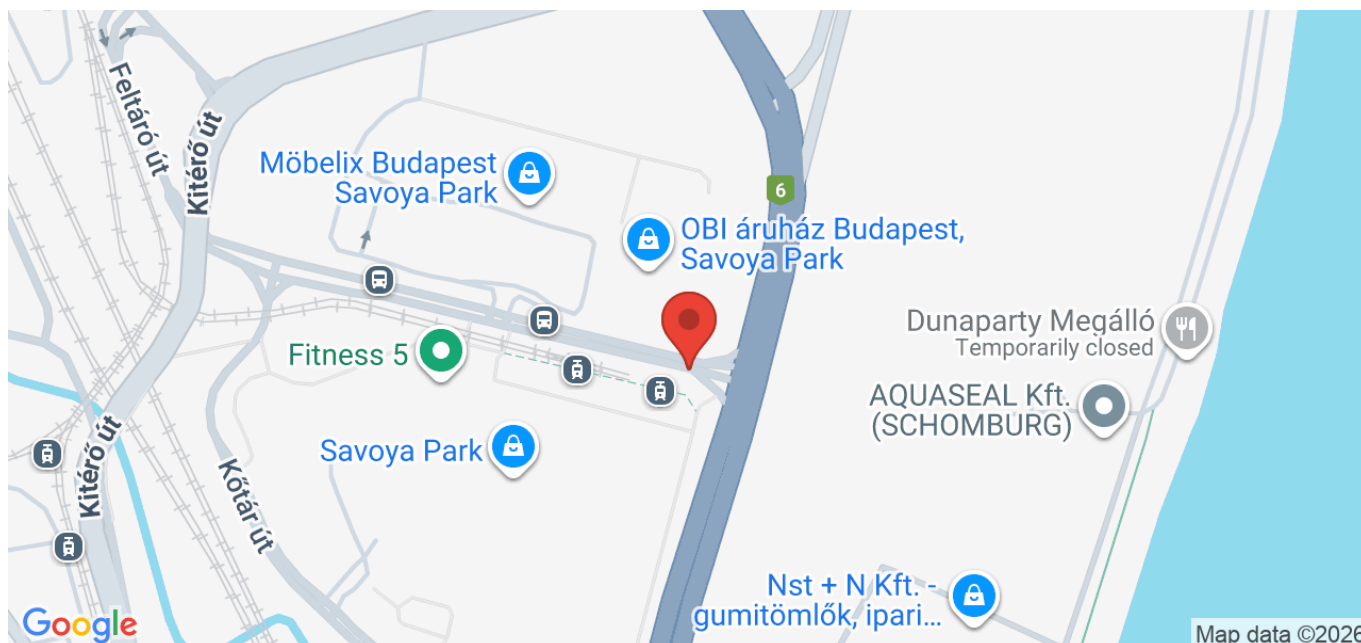 Feltáró út
Kitérő út
Möbelix Budapest
Savoya Park
6
OBI áruház Budapest,
Savoya Park
Dunaparty Megálló
Temporarily closed
Fitness 5
AQUASEAL Kft.
(SCHOMBURG)
Savoya Park
Kitérő út
Kőtár út
Nst + N Kft. -
gumitömlők, ipari...
Google
Map data ©2026